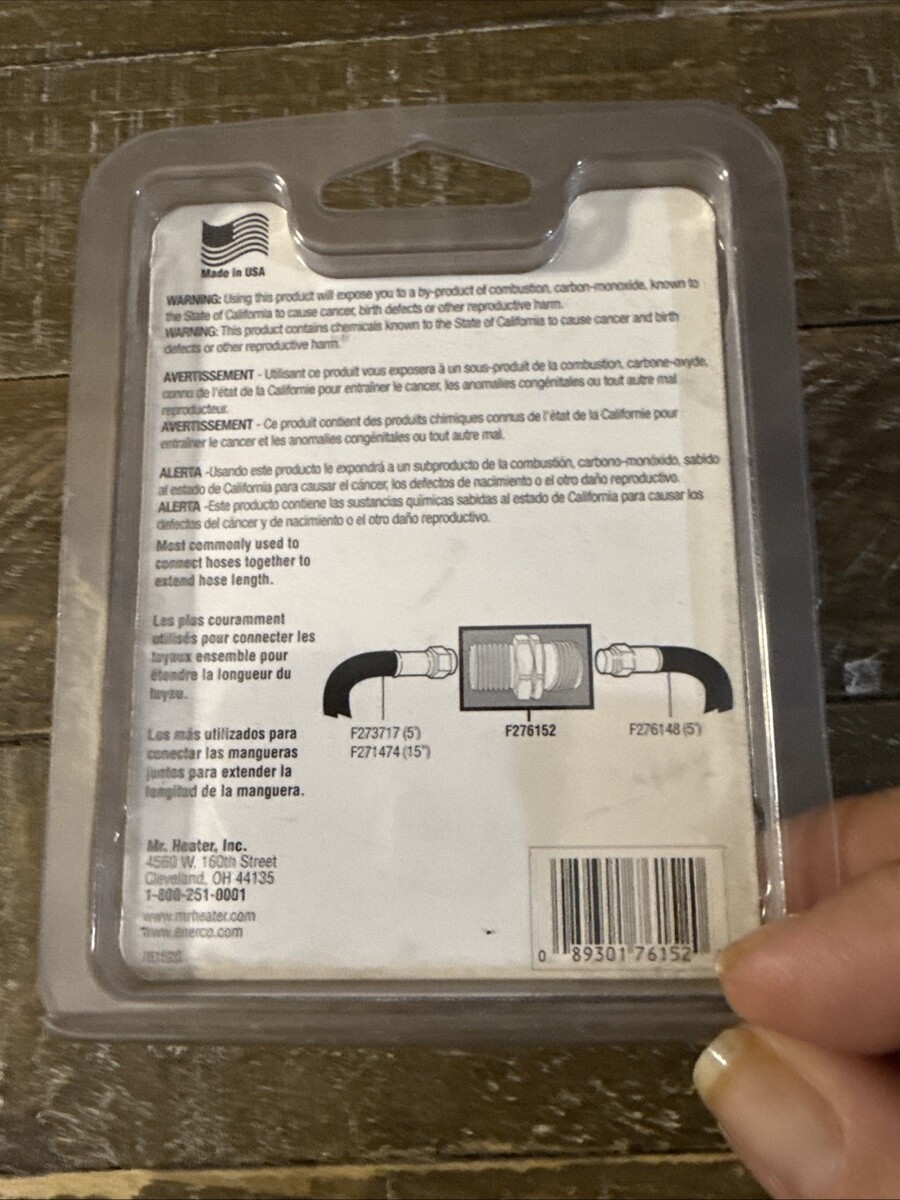 Made in USA
WARNING: Using this product will expose you to a by-product of combustion, carbon-monoxide, known to
the State of California to cause cancer, birth defects or other reproductive harm.
WARNING: This product contains chemicals known to the State of California to cause cancer and birth
defects or other reproductive harm.
AVERTISSEMENT - Utilisant ce produit vous exposera à un sous-produit de la combustion, carbone-oxyde,
connu de l'état de la Californie pour entraîner le cancer, les anomalies congénitales ou tout autre mal
reproducteur.
AVERTISSEMENT - Ce produit contient des produits chimiques connus de l'état de la Californie pour
entraîner le cancer et les anomalies congénitales ou tout autre mal.
ALERTA -Usando este producto le expondrá a un subproducto de la combustión, carbono-monóxido, sabido
al estado de California para causar el cáncer, los defectos de nacimiento o el otro daño reproductivo.
ALERTA -Este producto contiene las sustancias químicas sabidas al estado de California para causar los
defectos del cáncer y de nacimiento o el otro daño reproductivo.
Most commonly used to
connect hoses together to
extend hose length.
Les plus couramment
utilisés pour connecter les
tuyaux ensemble pour
étendre la longueur du
tuyau.
Los más utilizados para
conectar las mangueras
juntos para extender la
longitud de la manguera.
F273717 (5')
F271474 (15")
F276152
F276148 (5')
Mr. Heater, Inc.
4560 W. 160th Street
Cleveland, OH 44135
1-800-251-0001
www.mrheater.com
www.enerco.com
0 89301 76152